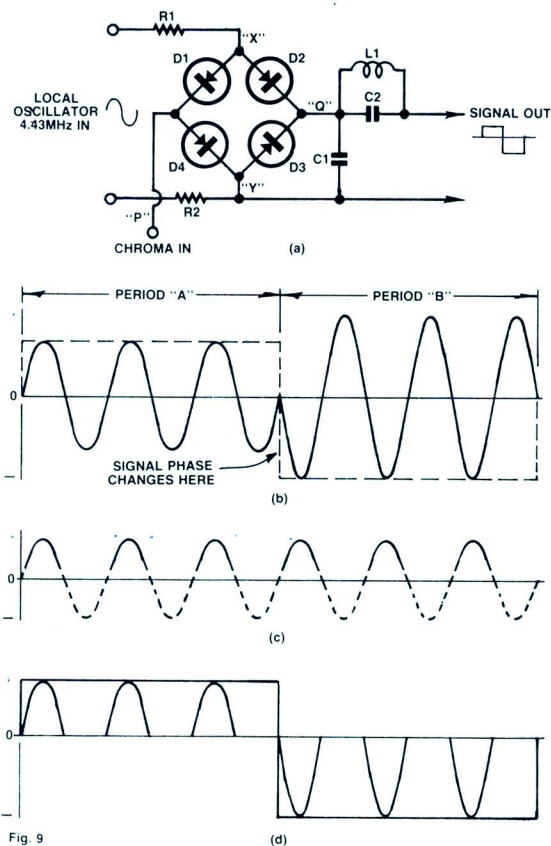 R1
"X"
D1
D2
L1
LOCAL
OSCILLATOR
4.43MHz IN
"Q"
C2
SIGNAL OUT
D4
D3
C1
"Y"
"P"
R2
CHROMA IN
(a)
PERIOD "A"
PERIOD "B"
0
SIGNAL PHASE
CHANGES HERE
(b)
0
(c)
0
Fig. 9
(d)